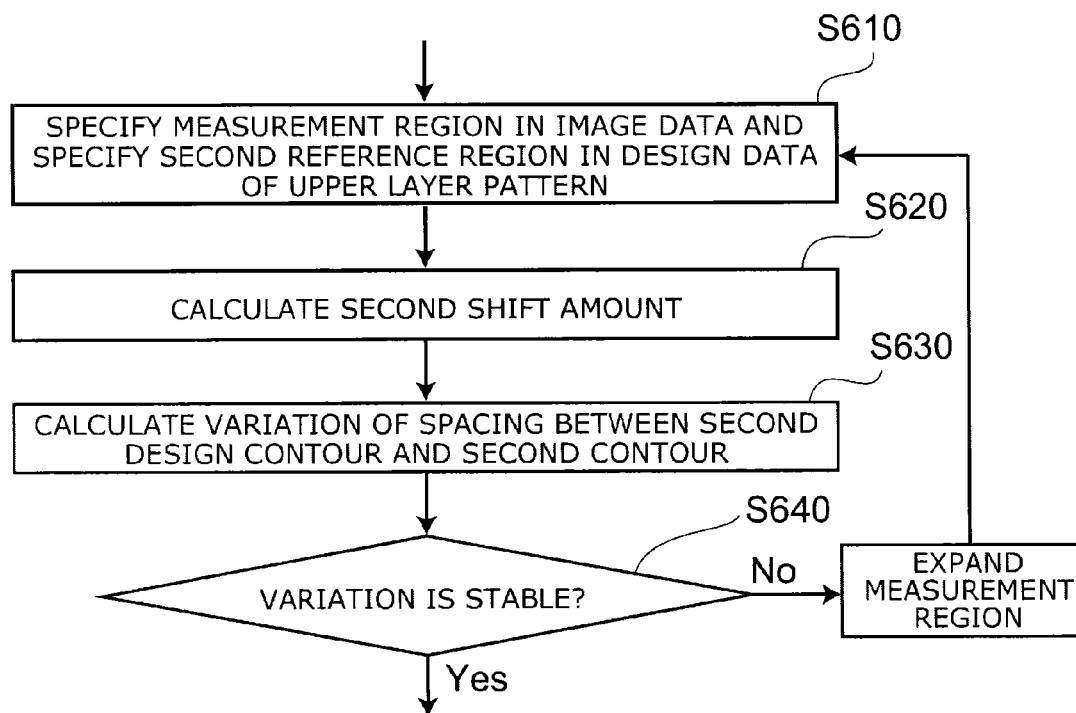 S610
SPECIFY MEASUREMENT REGION IN IMAGE DATA AND
SPECIFY SECOND REFERENCE REGION IN DESIGN DATA
OF UPPER LAYER PATTERN
S620
CALCULATE SECOND SHIFT AMOUNT
S630
CALCULATE VARIATION OF SPACING BETWEEN SECOND
DESIGN CONTOUR AND SECOND CONTOUR
S640
VARIATION IS STABLE?
No
EXPAND
MEASUREMENT
REGION
Yes